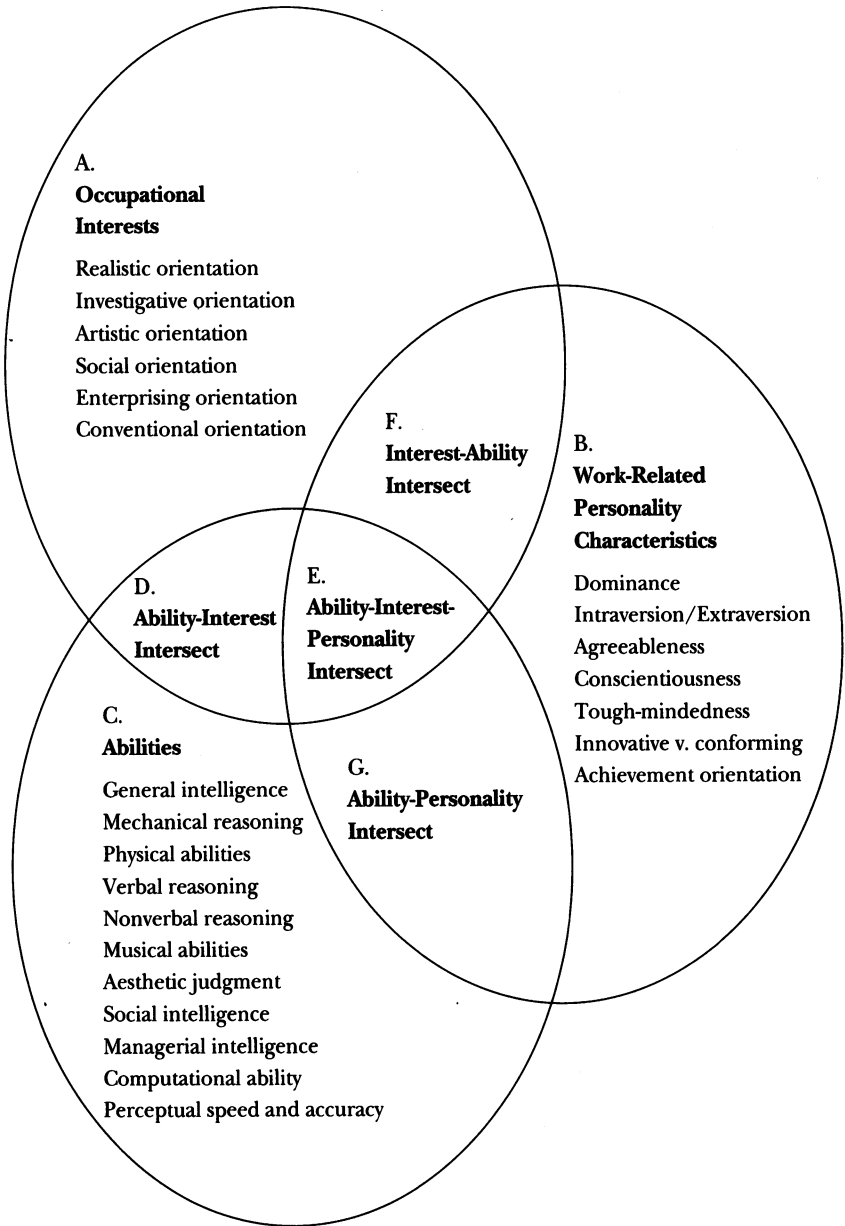 A.
Occupational
Interests
Realistic orientation
Investigative orientation
Artistic orientation
Social orientation
Enterprising orientation
Conventional orientation
F.
Interest-Ability
Intersect
B.
Work-Related
Personality
Characteristics
Dominance
Intraversion/Extraversion
Agreeableness
Conscientiousness
Tough-mindedness
Innovative v. conforming
Achievement orientation
D.
Ability-Interest
Intersect
E.
Ability-Interest-
Personality
Intersect
C.
Abilities
General intelligence
Mechanical reasoning
Physical abilities
Verbal reasoning
Nonverbal reasoning
Musical abilities
Aesthetic judgment
Social intelligence
Managerial intelligence
Computational ability
Perceptual speed and accuracy
G.
Ability-Personality
Intersect